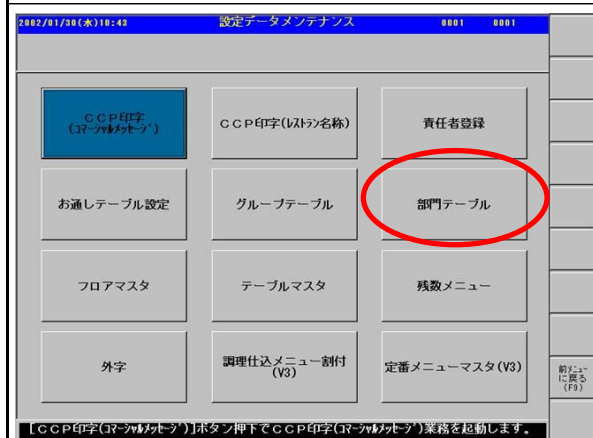 2002/01/30(水)10:43 設定データメンテナンス 0001 0001
CCP印字
(コマーシャルメッセージ)
CCP印字(レストラン名称)
責任者登録
お通しテーブル設定
グループテーブル
部門テーブル
フロアマスタ
テーブルマスタ
残数メニュー
外字
調理仕込メニュー割付
(V3)
定番メニューマスタ(V3)
前メニュー
に戻る
(F9)
【CCP印字(コマーシャルメッセージ)】ボタン押下でCCP印字(コマーシャルメッセージ)業務を起動します。